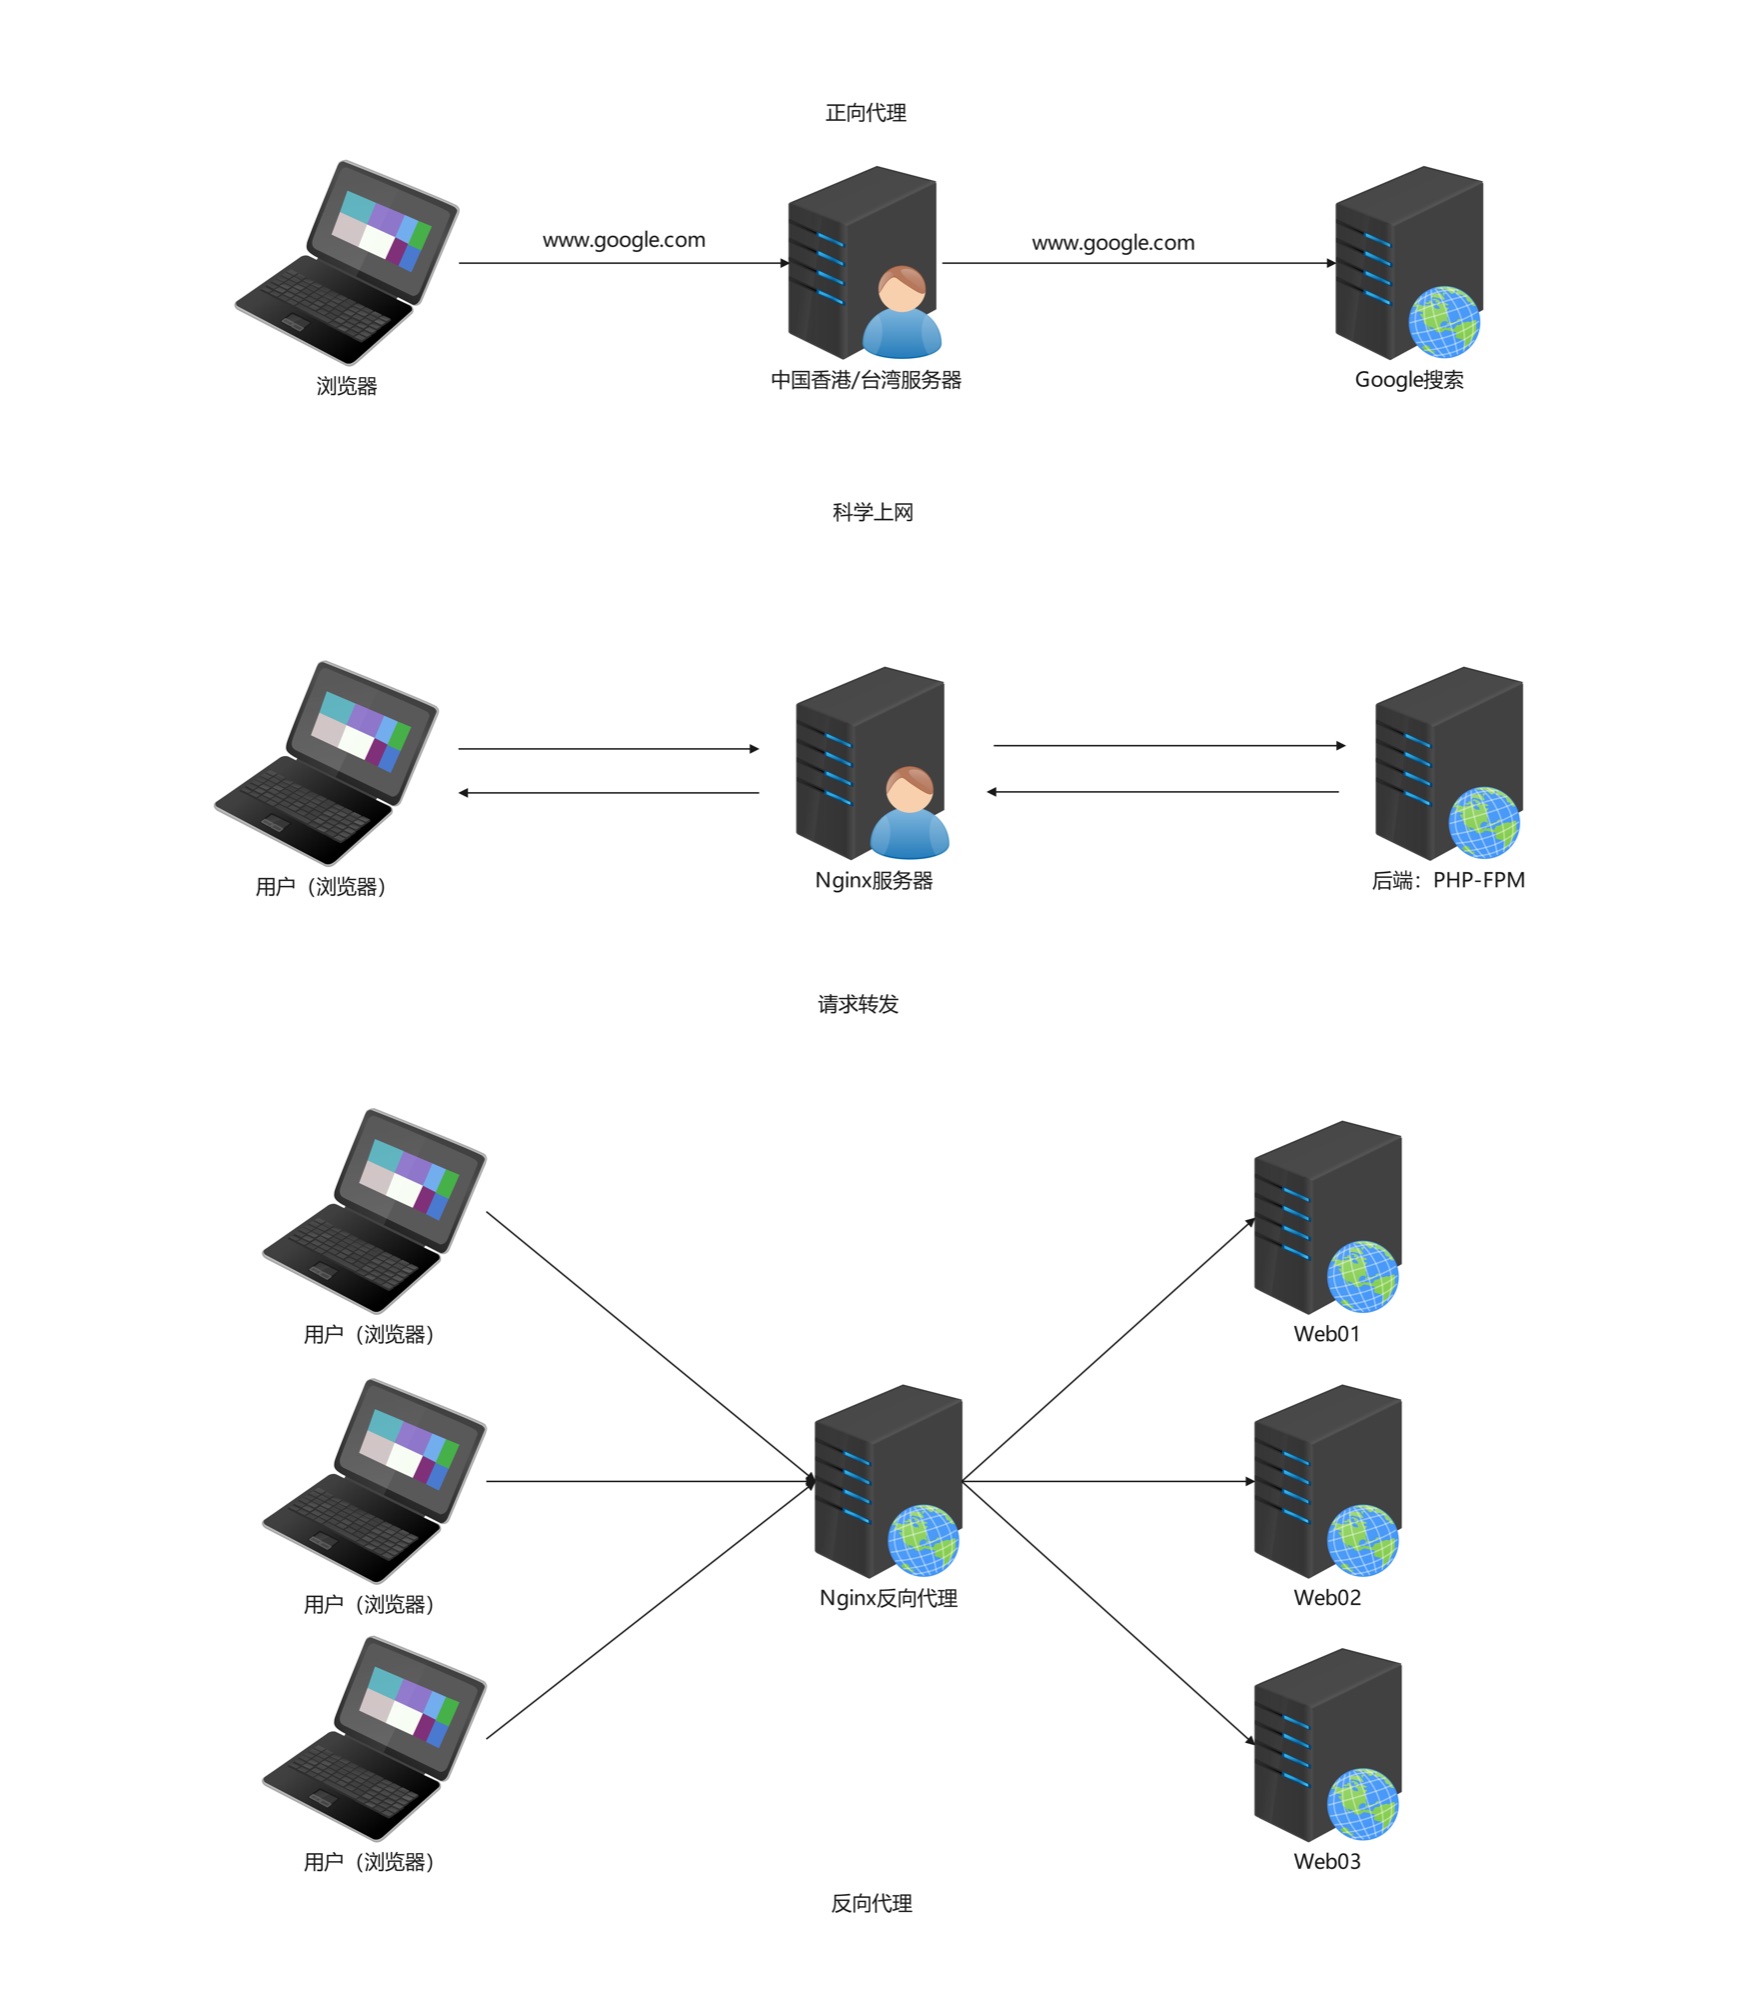 正向代理
www.google.com
www.google.com
浏览器
中国香港/台湾服务器
Google搜索
科学上网
用户（浏览器）
Nginx服务器
后端：PHP-FPM
请求转发
用户（浏览器）
Web01
用户（浏览器）
Nginx反向代理
Web02
用户（浏览器）
Web03
反向代理